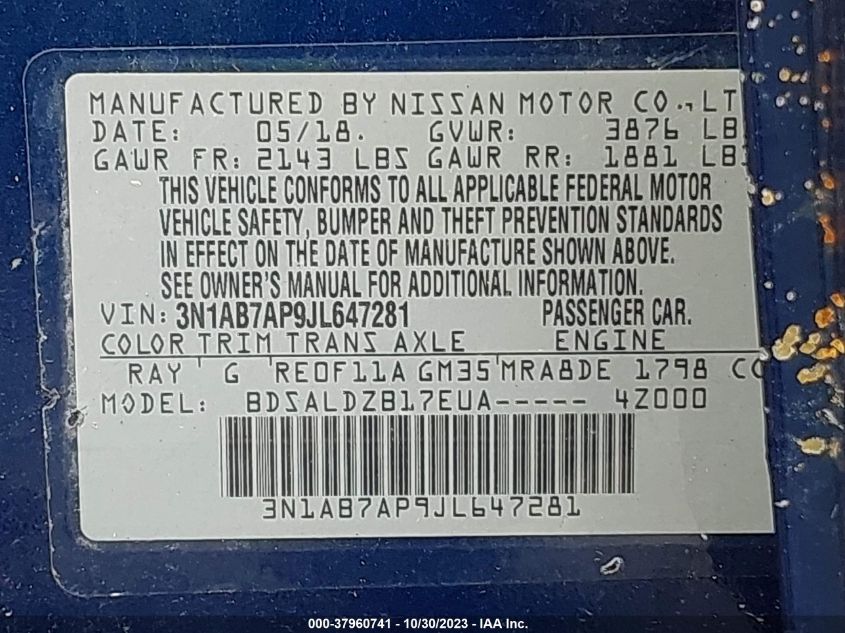 MANUFACTURED BY NISSAN MOTOR CO., LT
DATE: 05/18. GVWR: 3876 LB
GAWR FR: 2143 LBS GAWR RR: 1881 LBS
THIS VEHICLE CONFORMS TO ALL APPLICABLE FEDERAL MOTOR
VEHICLE SAFETY, BUMPER AND THEFT PREVENTION STANDARDS
IN EFFECT ON THE DATE OF MANUFACTURE SHOWN ABOVE.
SEE OWNER'S MANUAL FOR ADDITIONAL INFORMATION.
VIN: 3N1AB7AP9JL647281 PASSENGER CAR.
COLOR TRIM TRANS AXLE ENGINE
RAY G RE0F11A GM35 MRA8DE 1798 CC
MODEL: BDSALDZB17EUA----- 4Z000
3N1AB7AP9JL647281
000-37960741 - 10/30/2023 - IAA Inc.